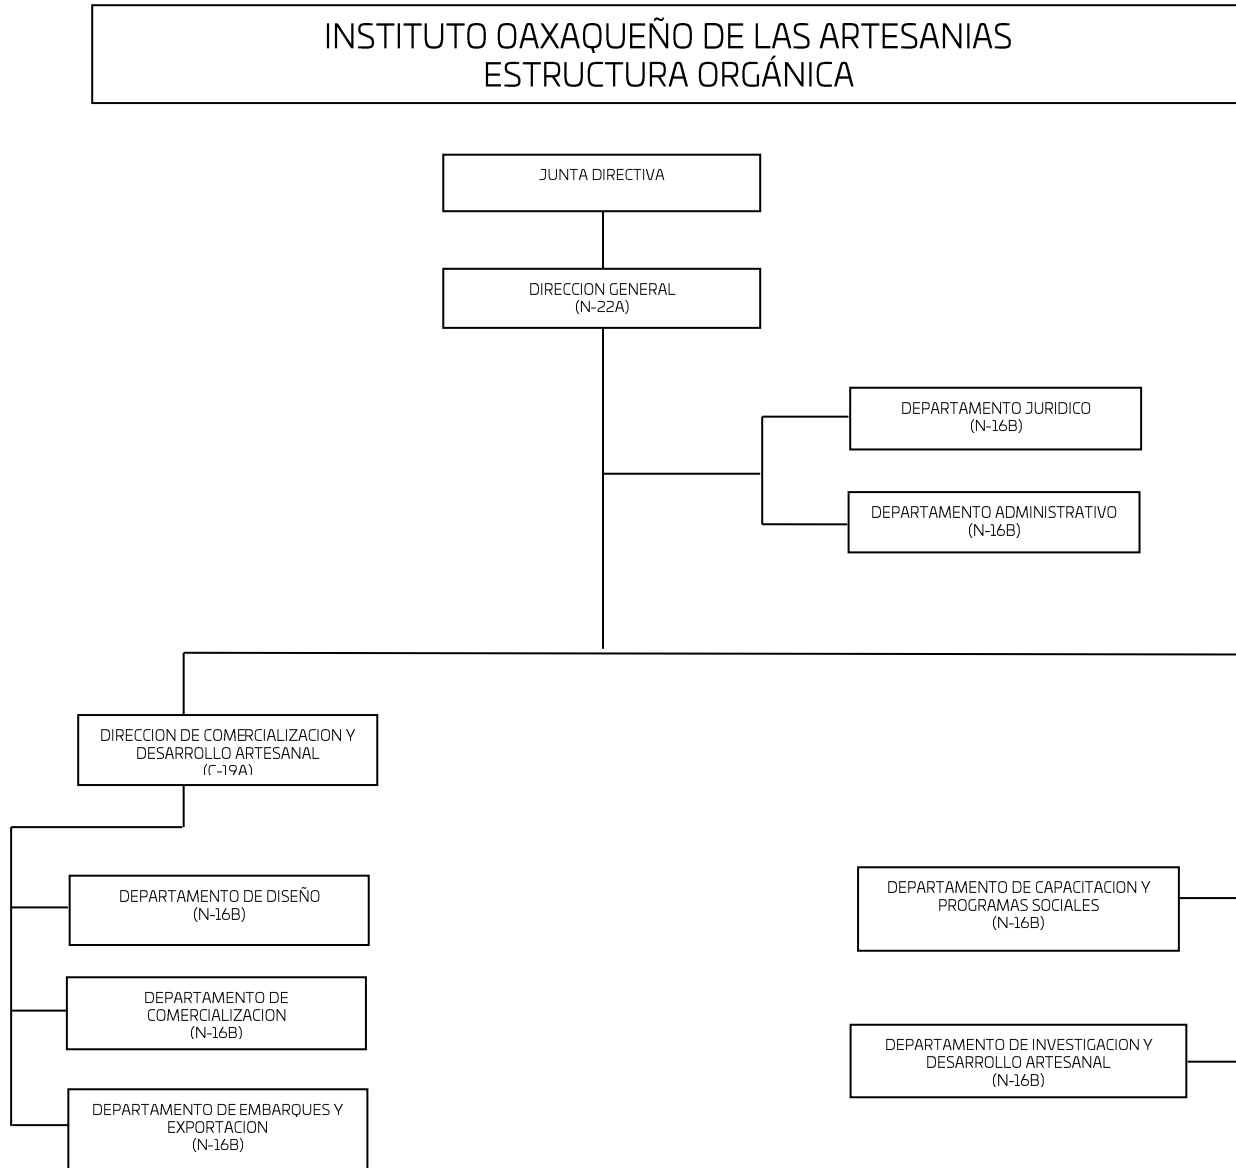 INSTITUTO OAXAQUEÑO DE LAS ARTESANIAS
ESTRUCTURA ORGÁNICA
JUNTA DIRECTIVA
DIRECCION GENERAL
(N-22A)
DEPARTAMENTO JURIDICO
(N-16B)
DEPARTAMENTO ADMINISTRATIVO
(N-16B)
DIRECCION DE COMERCIALIZACION Y
DESARROLLO ARTESANAL
(C-19A)
DEPARTAMENTO DE DISEÑO
(N-16B)
DEPARTAMENTO DE
COMERCIALIZACION
(N-16B)
DEPARTAMENTO DE EMBARQUES Y
EXPORTACION
(N-16B)
DEPARTAMENTO DE CAPACITACION Y
PROGRAMAS SOCIALES
(N-16B)
DEPARTAMENTO DE INVESTIGACION Y
DESARROLLO ARTESANAL
(N-16B)